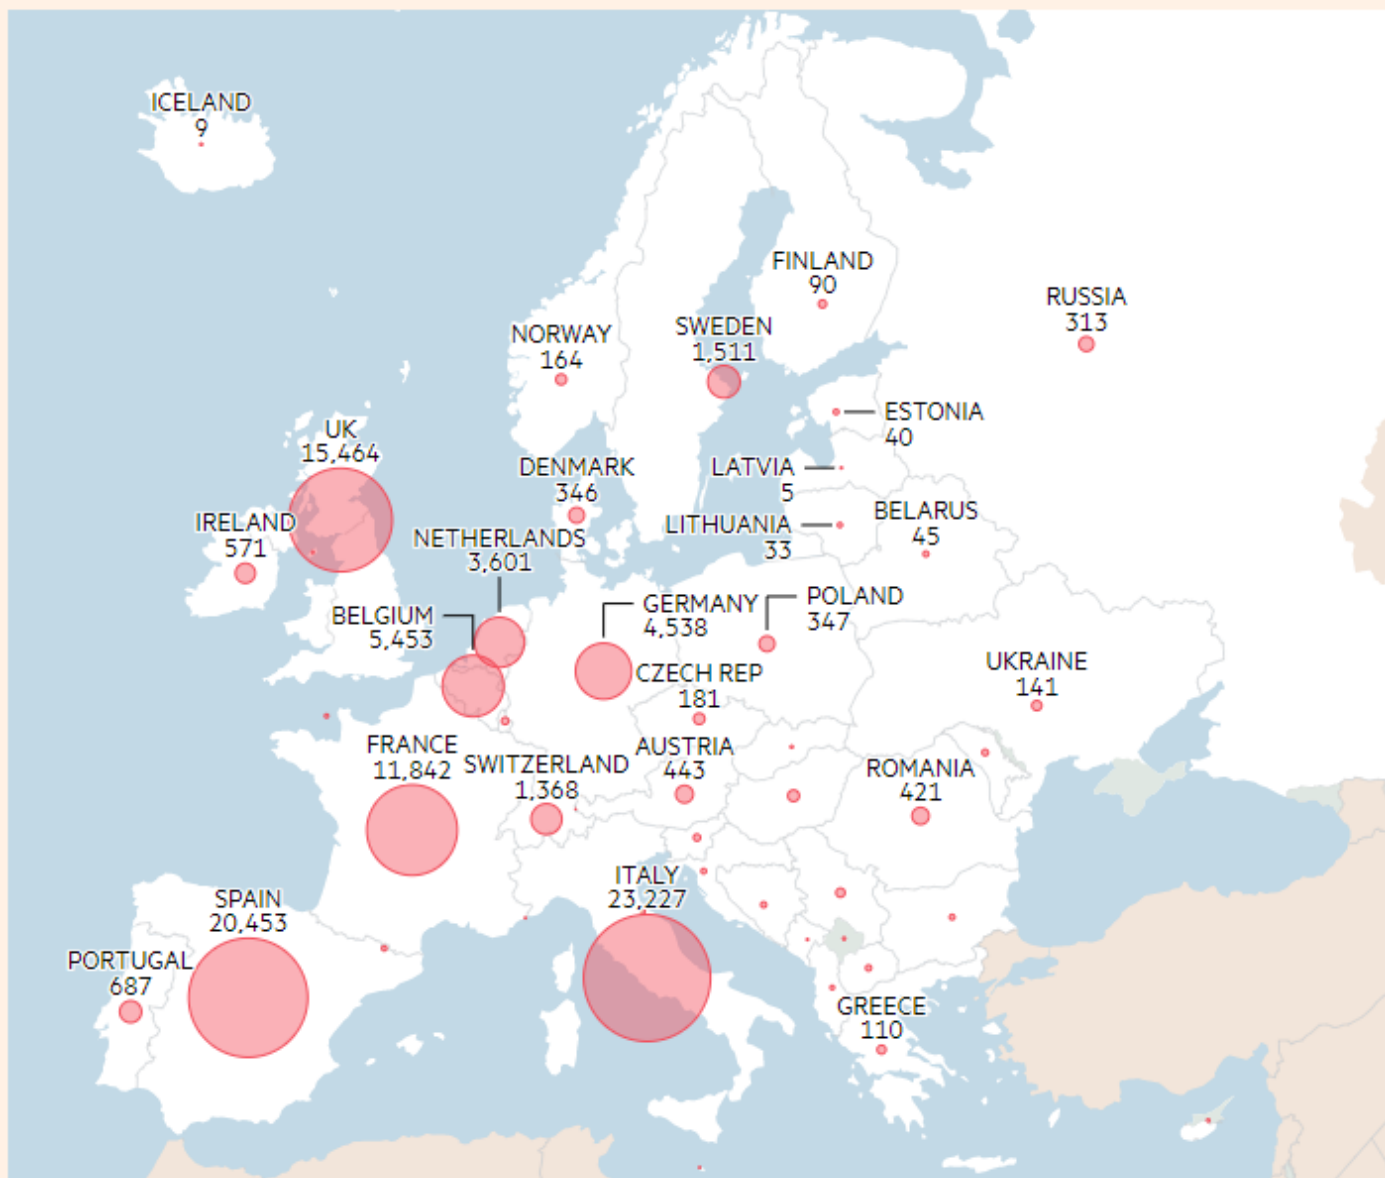 ICELAND
9
FINLAND
90
RUSSIA
313
NORWAY
164
SWEDEN
1,511
ESTONIA
40
UK
15,464
DENMARK
346
LATVIA
5
IRELAND
571
NETHERLANDS
3,601
LITHUANIA
33
BELARUS
45
BELGIUM
5,453
GERMANY
4,538
POLAND
347
CZECH REP
181
UKRAINE
141
FRANCE
11,842
SWITZERLAND
1,368
AUSTRIA
443
ROMANIA
421
SPAIN
20,453
ITALY
23,227
PORTUGAL
687
GREECE
110